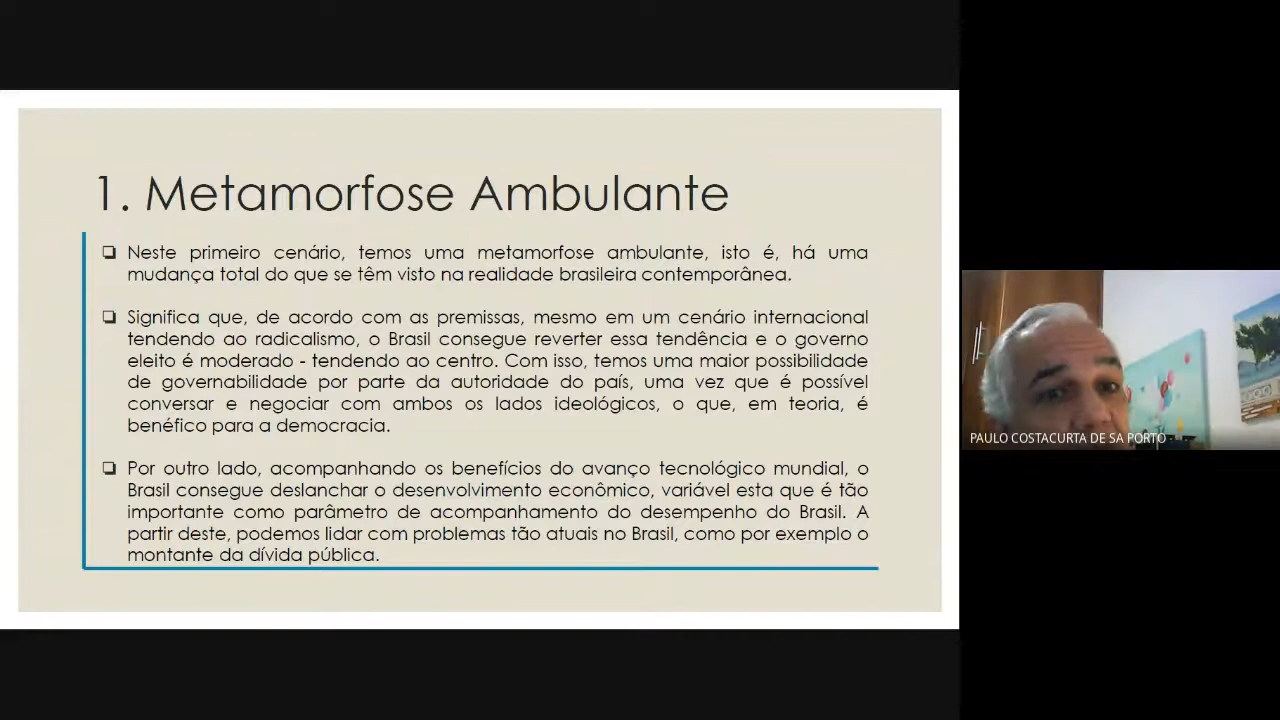 1. Metamorfose Ambulante
❑ Neste primeiro cenário, temos uma metamorfose ambulante, isto é, há uma
mudança total do que se têm visto na realidade brasileira contemporânea.
❑ Significa que, de acordo com as premissas, mesmo em um cenário internacional
tendendo ao radicalismo, o Brasil consegue reverter essa tendência e o governo
eleito é moderado - tendendo ao centro. Com isso, temos uma maior possibilidade
de governabilidade por parte da autoridade do país, uma vez que é possível
conversar e negociar com ambos os lados ideológicos, o que, em teoria, é
benéfico para a democracia.
❑ Por outro lado, acompanhando os benefícios do avanço tecnológico mundial, o
Brasil consegue deslanchar o desenvolvimento econômico, variável esta que é tão
importante como parâmetro de acompanhamento do desempenho do Brasil. A
partir deste, podemos lidar com problemas tão atuais no Brasil, como por exemplo o
montante da dívida pública.
PAULO COSTACURTA DE SA PORTO